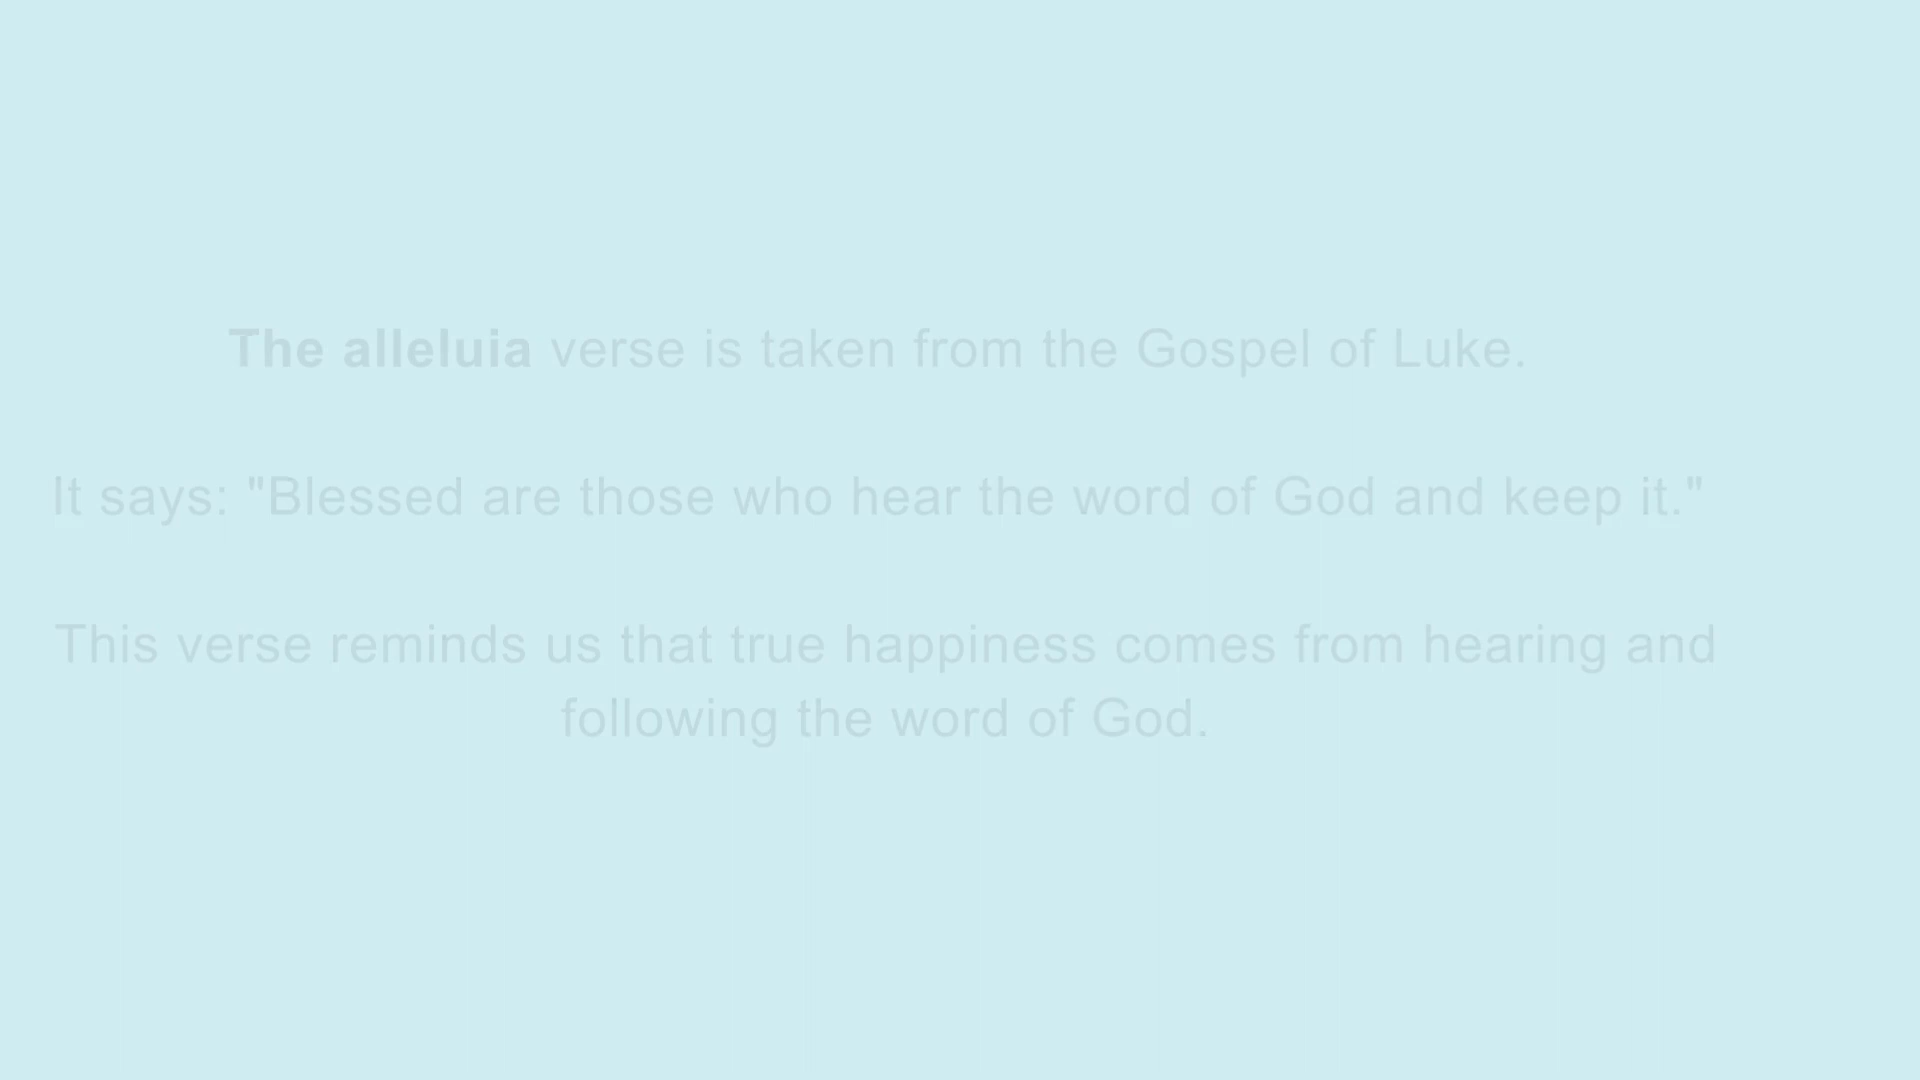 The alleluia verse is taken from the Gospel of Luke.
It says: "Blessed are those who hear the word of God and keep it."
This verse reminds us that true happiness comes from hearing and
following the word of God.